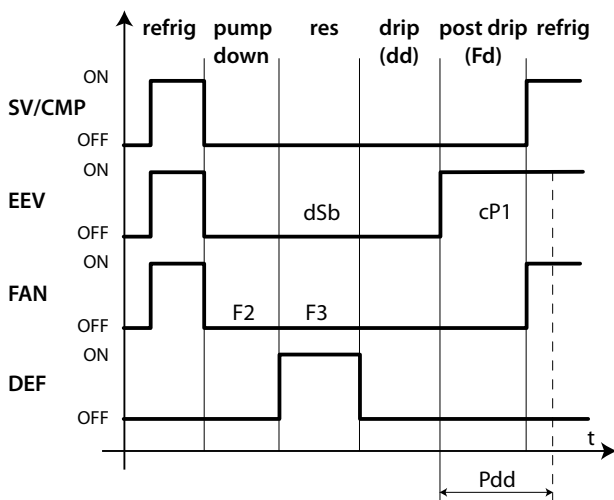 refrig pump res drip post drip refrig
down (dd) (Fd)
ON
SV/CMP
OFF
ON
EEV dSb cP1
OFF
ON
FAN
F2 F3
OFF
ON
DEF
OFF
t
Pdd